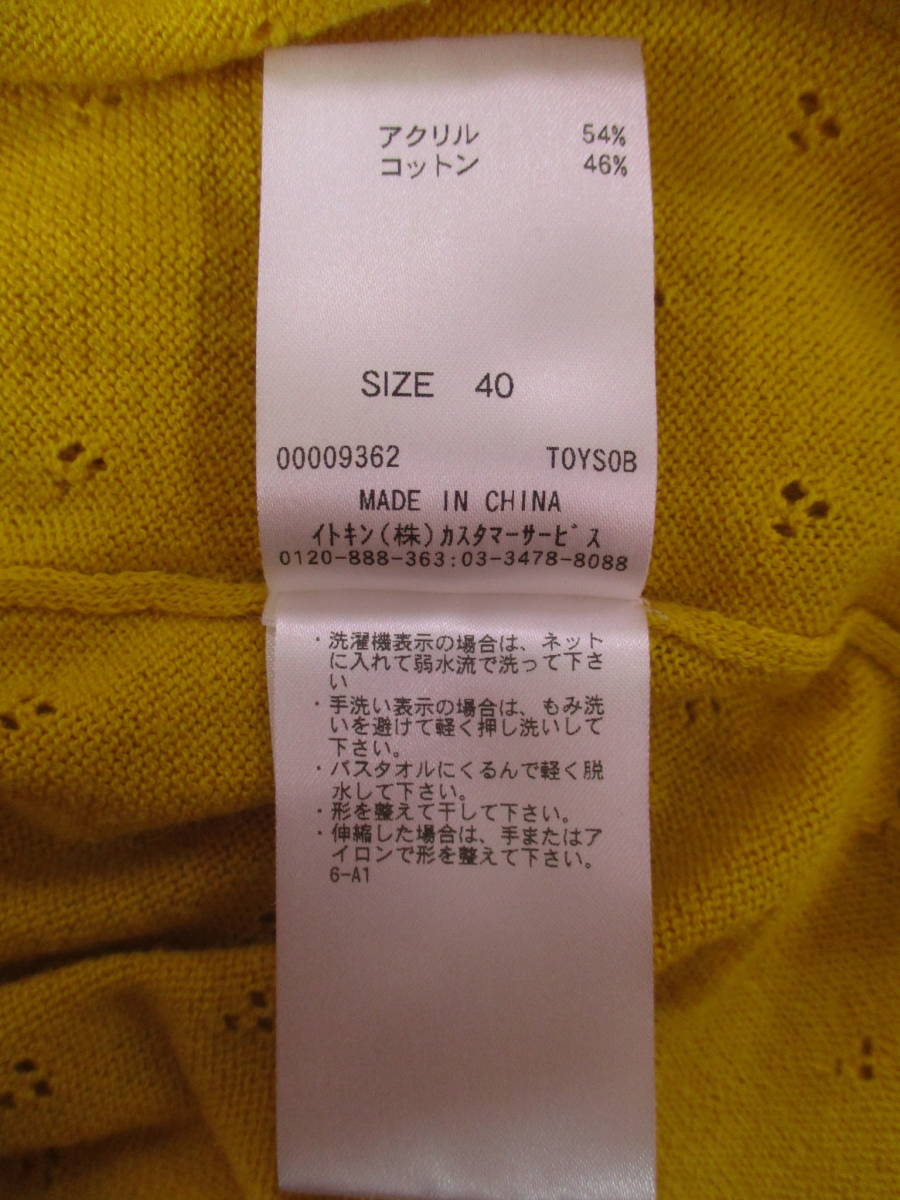 アクリル 54%
コットン 46%
SIZE 40
00009362 TOYSOB
MADE IN CHINA
イトキン(株)カスタマーサービス
0120-888-363:03-3478-8088
・洗濯機表示の場合は、ネット
に入れて弱水流で洗って下さ
い
・手洗い表示の場合は、もみ洗
いを避けて軽く押し洗いして
下さい。
・バスタオルにくるんで軽く脱
水して下さい。
・形を整えて干して下さい。
・伸縮した場合は、手またはア
イロンで形を整えて下さい。
6-A1